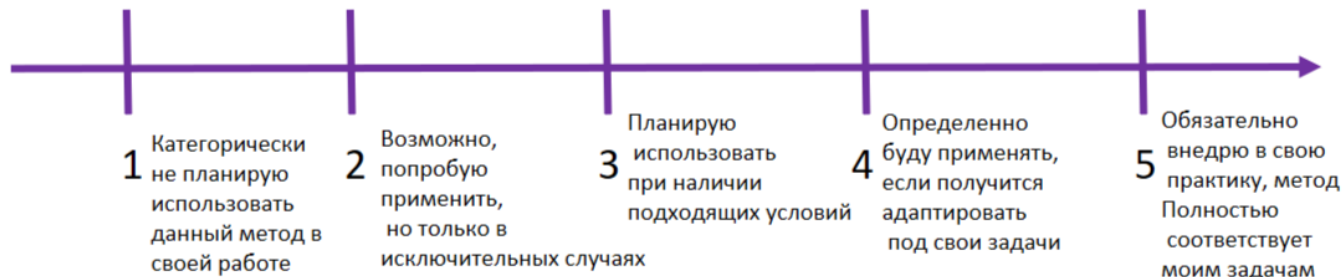 1 Категорически
не планирую
использовать
данный метод в
своей работе
2 Возможно,
попробую
применить,
но только в
исключительных случаях
3 Планирую
использовать
при наличии
подходящих условий
4 Определенно
буду применять,
если получится
адаптировать
под свои задачи
5 Обязательно
внедрю в свою
практику, метод
Полностью
соответствует
моим задачам